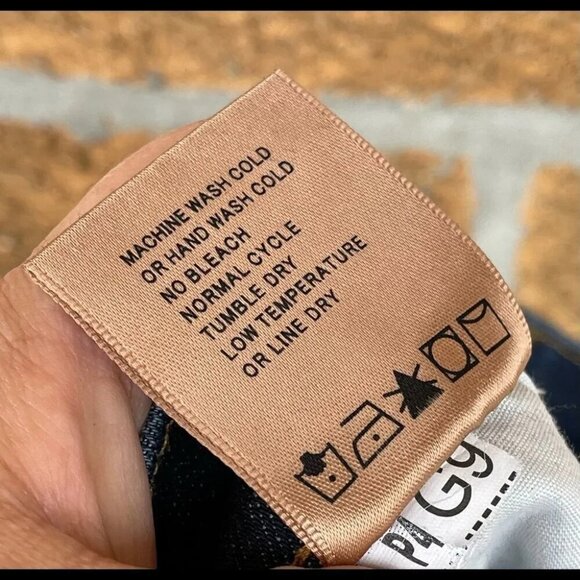 MACHINE WASH COLD
OR HAND WASH COLD
NO BLEACH
NORMAL CYCLE
TUMBLE DRY
LOW TEMPERATURE
OR LINE DRY